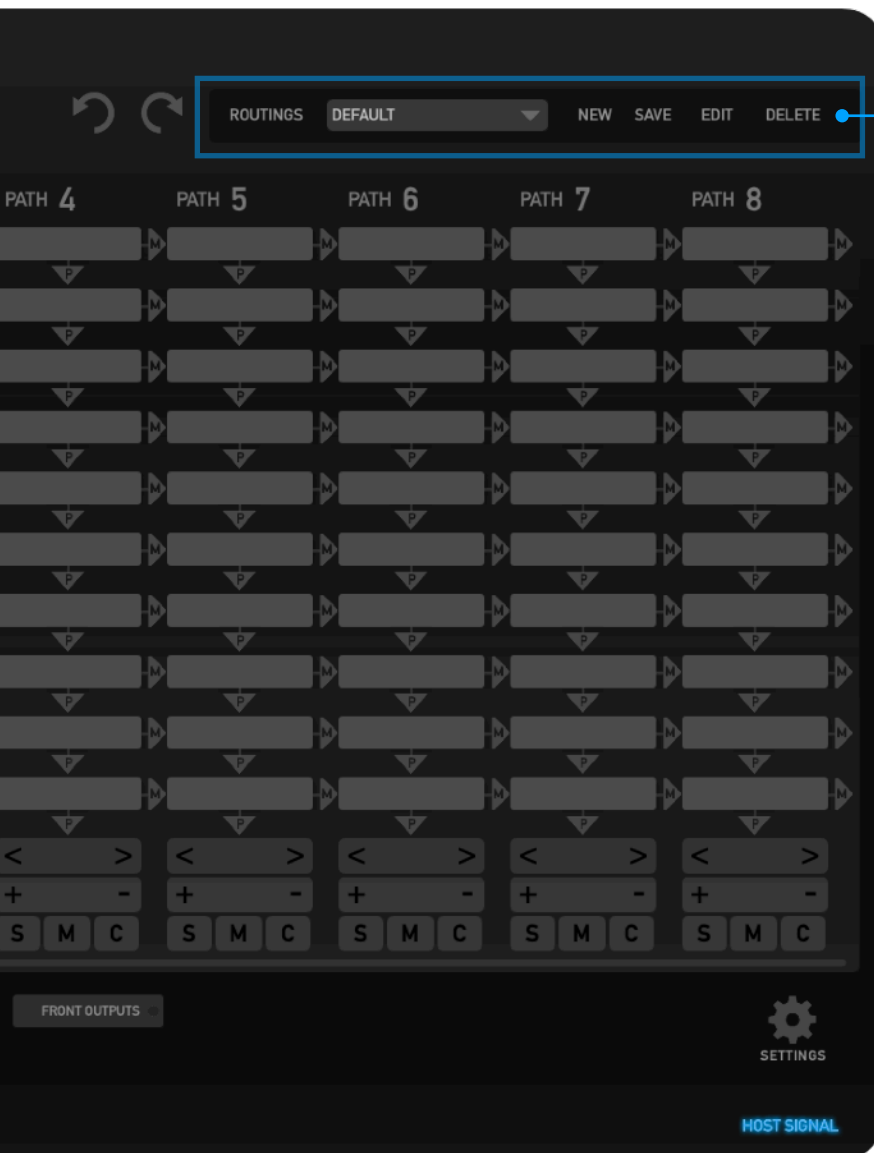 ROUTINGS DEFAULT NEW SAVE EDIT DELETE
PATH 4 PATH 5 PATH 6 PATH 7 PATH 8
M M M M M
P P P P P
M M M M M
P P P P P
M M M M M
P P P P P
M M M M M
P P P P P
M M M M M
P P P P P
M M M M M
P P P P P
M M M M M
P P P P P
M M M M M
P P P P P
M M M M M
P P P P P
M M M M M
P P P P P
< > < > < > < > < >
+ - + - + - + - + -
S M C S M C S M C S M C S M C
FRONT OUTPUTS
SETTINGS
HOST SIGNAL